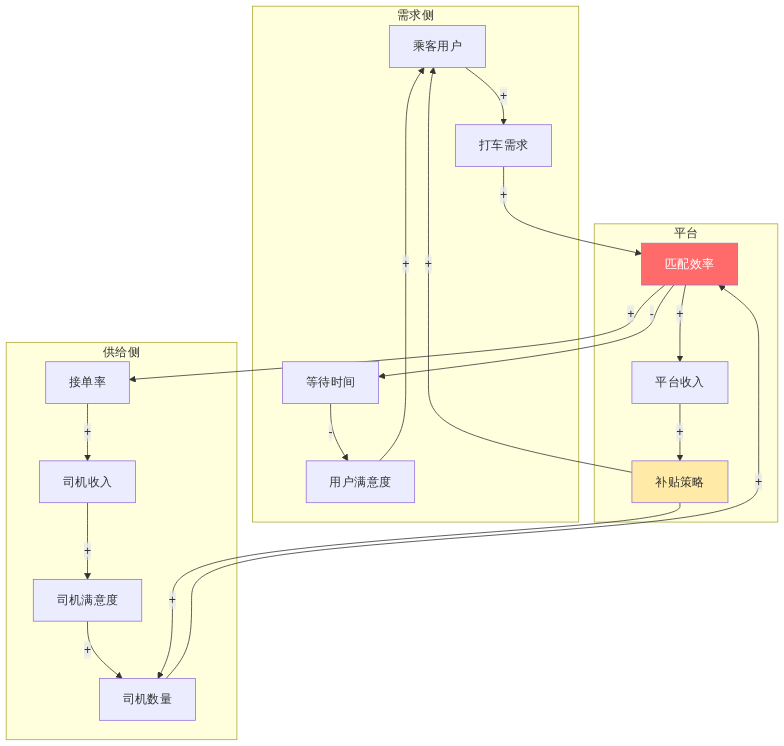 需求侧
乘客用户
+
打车需求
+
平台
匹配效率
+
+
+
-
+
供给侧
接单率
等待时间
平台收入
+
-
+
司机收入
用户满意度
补贴策略
+
+
司机满意度
+
+
司机数量